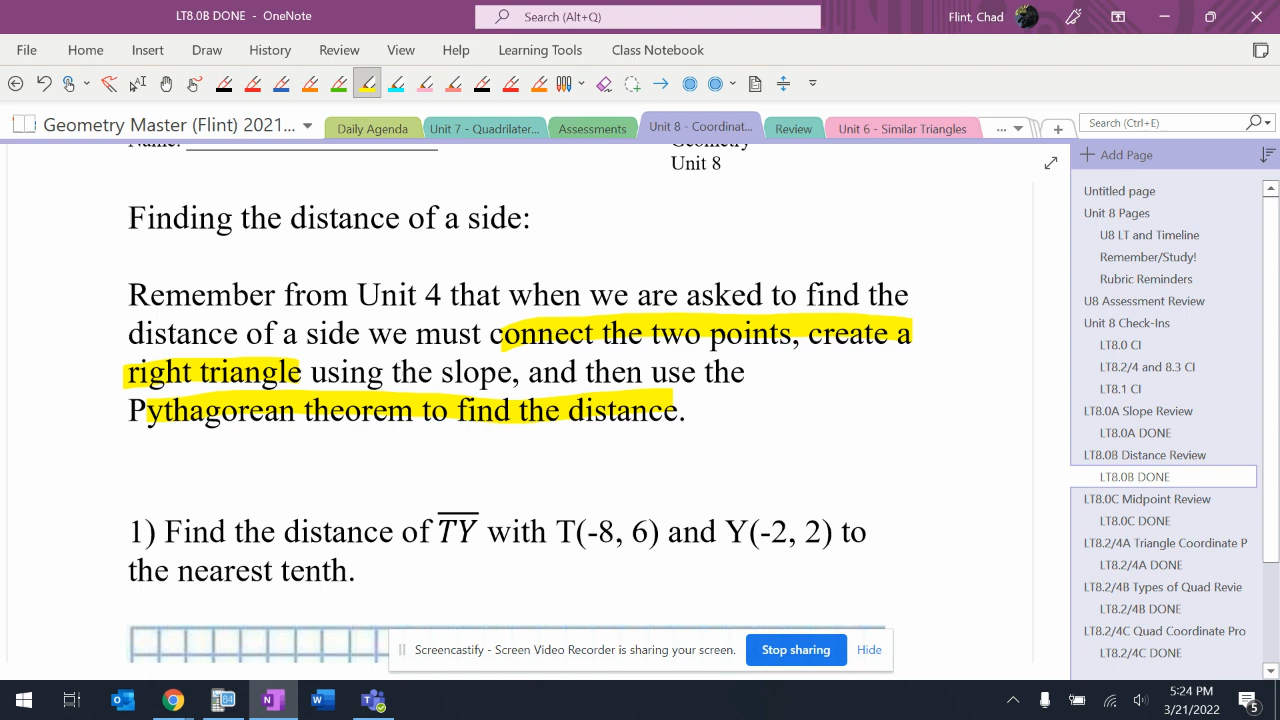 LT8.0B DONE - OneNote
Search (Alt+Q)
Flint, Chad
File Home Insert Draw History Review View Help Learning Tools Class Notebook
Geometry Master (Flint) 2021...
Daily Agenda Unit 7 - Quadrilater... Assessments Unit 8 - Coordinat... Review Unit 6 - Similar Triangles ...
Search (Ctrl+E)
Name: Geometry
Unit 8
Finding the distance of a side:
Remember from Unit 4 that when we are asked to find the
distance of a side we must connect the two points, create a
right triangle using the slope, and then use the
Pythagorean theorem to find the distance.
1) Find the distance of TY with T(-8, 6) and Y(-2, 2) to
the nearest tenth.
Add Page
Untitled page
Unit 8 Pages
U8 LT and Timeline
Remember/Study!
Rubric Reminders
U8 Assessment Review
Unit 8 Check-Ins
LT8.0 CI
LT8.2/4 and 8.3 CI
LT8.1 CI
LT8.0A Slope Review
LT8.0A DONE
LT8.0B Distance Review
LT8.0B DONE
LT8.0C Midpoint Review
LT8.0C DONE
LT8.2/4A Triangle Coordinate P
LT8.2/4A DONE
LT8.2/4B Types of Quad Revie
LT8.2/4B DONE
LT8.2/4C Quad Coordinate Pro
LT8.2/4C DONE
Screencastify - Screen Video Recorder is sharing your screen. Stop sharing Hide
84
5:24 PM
3/21/2022
5